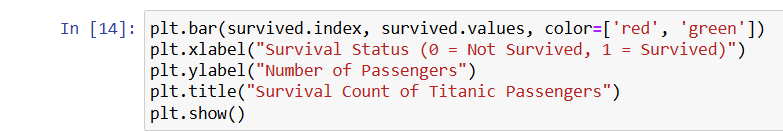 In [14]: plt.bar(survived.index, survived.values, color=['red', 'green'])
plt.xlabel("Survival Status (0 = Not Survived, 1 = Survived)")
plt.ylabel("Number of Passengers")
plt.title("Survival Count of Titanic Passengers")
plt.show()